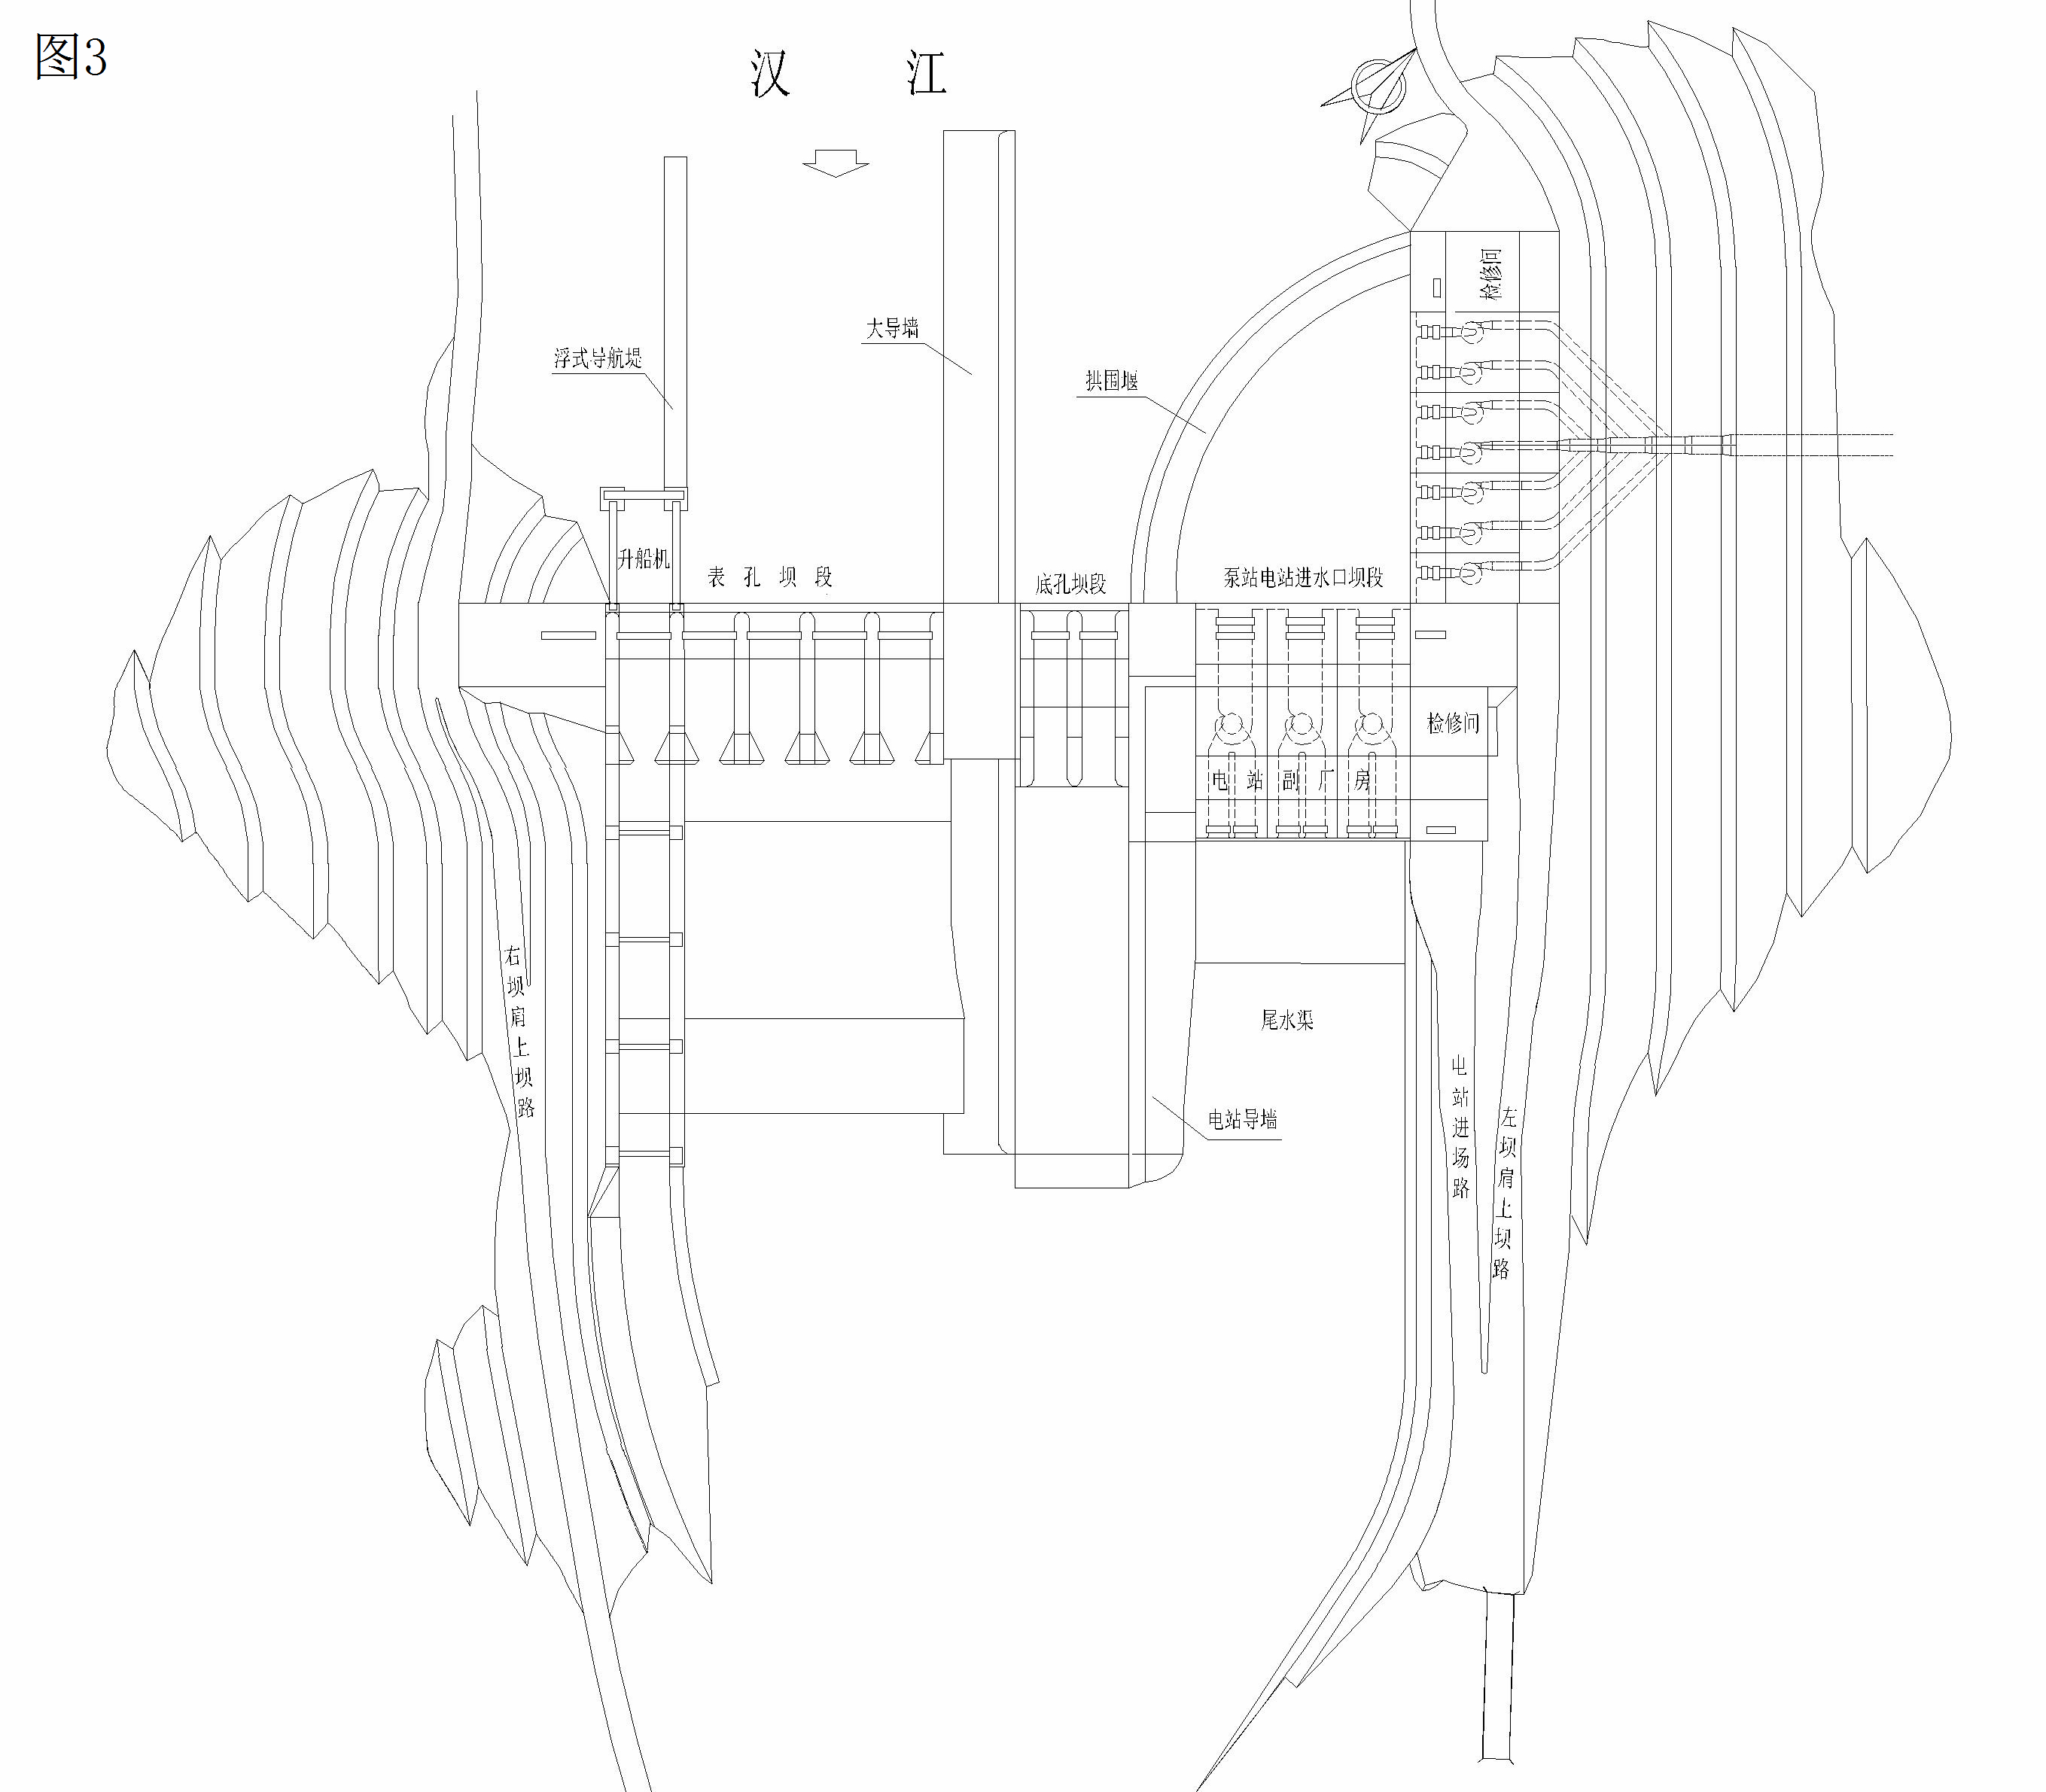 图3
汉江
大导墙
浮式导航堤
拱围堰
检修间
升船机
表孔坝段
底孔坝段
泵站电站进水口坝段
检修间
电站副厂房
右坝肩上坝路
尾水渠
电站导墙
电站进场路
左坝肩上坝路